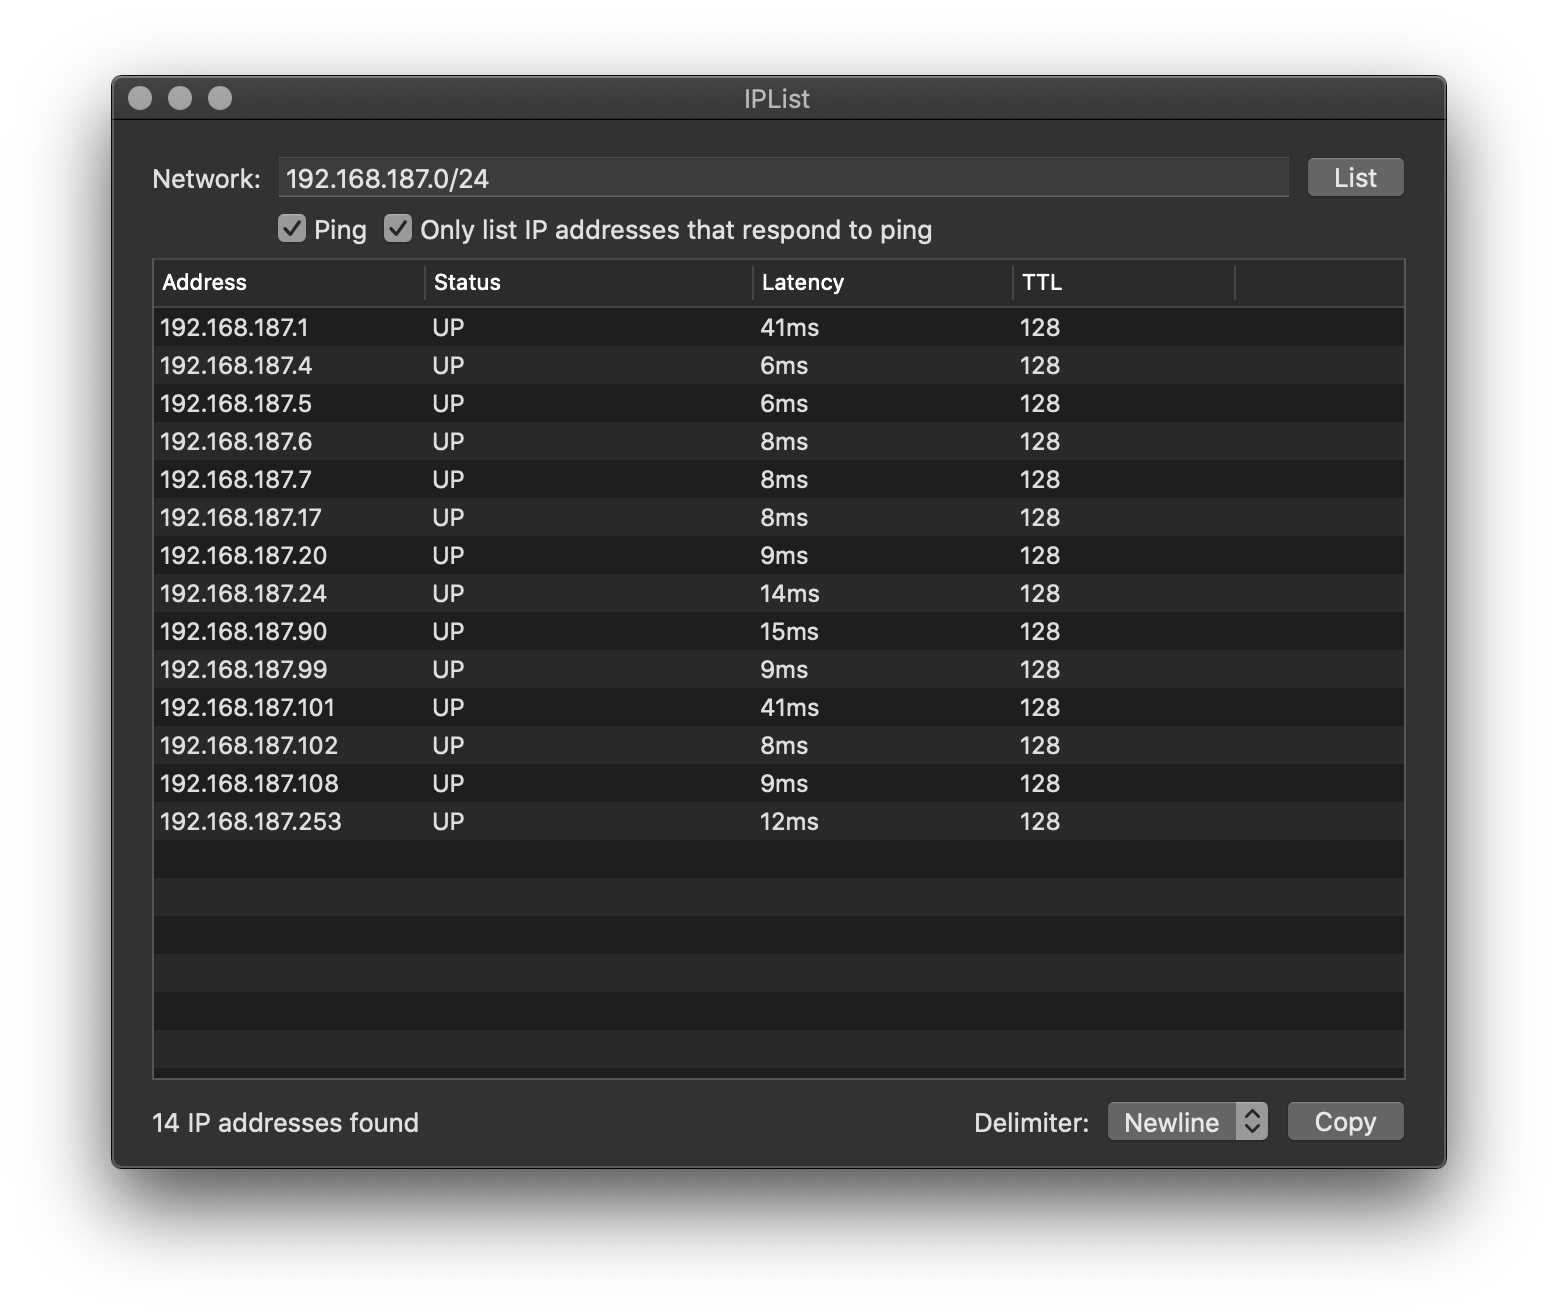 IPList
Network: 192.168.187.0/24 List
Ping Only list IP addresses that respond to ping
Address Status Latency TTL
192.168.187.1 UP 41ms 128
192.168.187.4 UP 6ms 128
192.168.187.5 UP 6ms 128
192.168.187.6 UP 8ms 128
192.168.187.7 UP 8ms 128
192.168.187.17 UP 8ms 128
192.168.187.20 UP 9ms 128
192.168.187.24 UP 14ms 128
192.168.187.90 UP 15ms 128
192.168.187.99 UP 9ms 128
192.168.187.101 UP 41ms 128
192.168.187.102 UP 8ms 128
192.168.187.108 UP 9ms 128
192.168.187.253 UP 12ms 128
14 IP addresses found Delimiter: Newline Copy